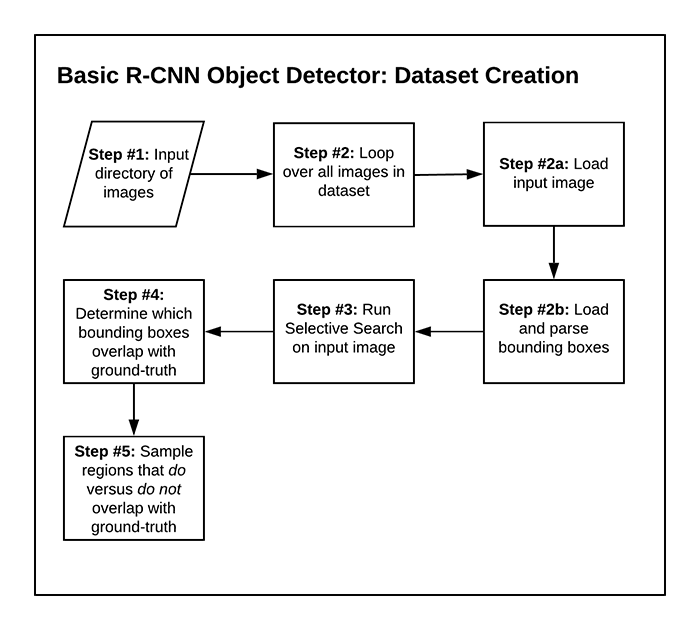 Basic R-CNN Object Detector: Dataset Creation
Step #1: Input
directory of
images
Step #2: Loop
over all images in
dataset
Step #2a: Load
input image
Step #2b: Load
and parse
bounding boxes
Step #3: Run
Selective Search
on input image
Step #4:
Determine which
bounding boxes
overlap with
ground-truth
Step #5: Sample
regions that do
versus do not
overlap with
ground-truth